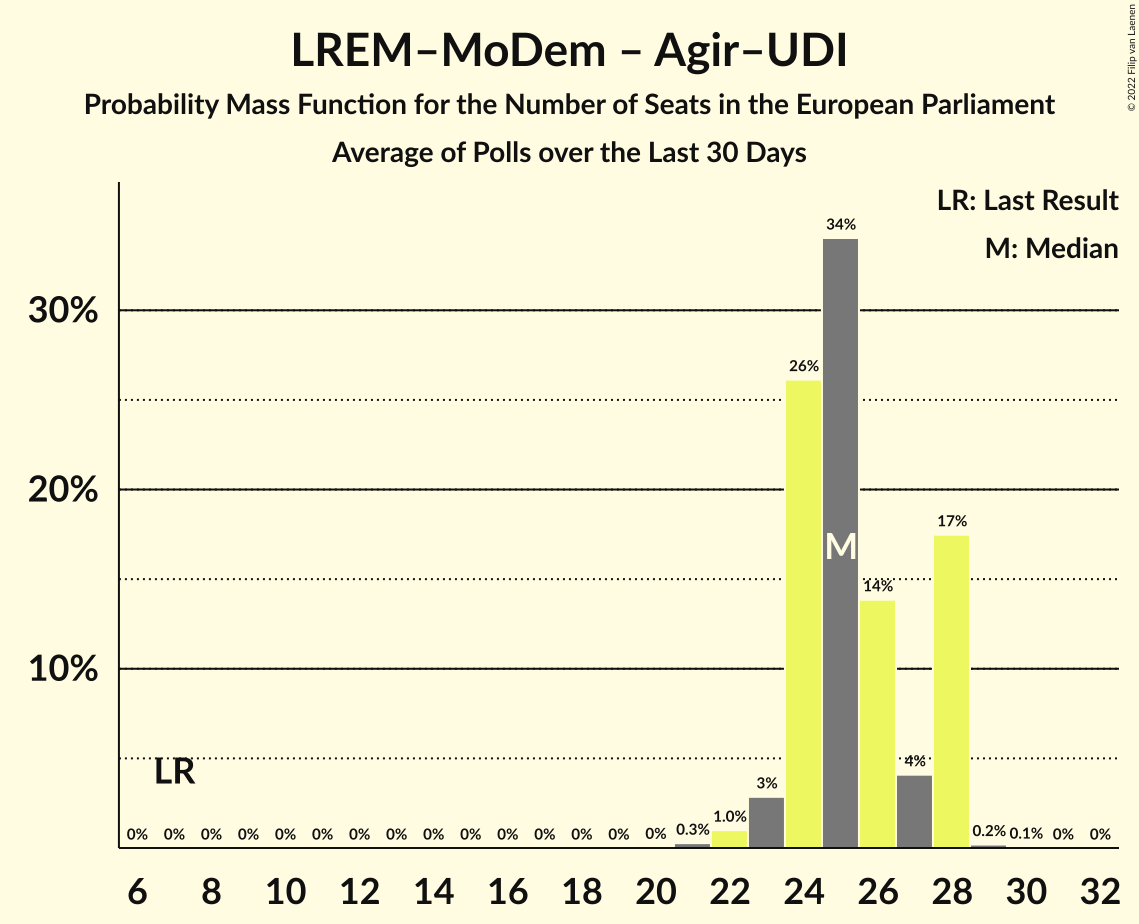 LREM–MoDem – Agir–UDI
Probability Mass Function for the Number of Seats in the European Parliament
Average of Polls over the Last 30 Days
© 2022 Filip van Laenen
LR: Last Result
M: Median
34%
30%
26%
20%
17%
M
14%
10%
LR
4%
3%
0% 0% 0% 0% 0% 0% 0% 0% 0% 0% 0% 0% 0% 0% 0% 0.3% 1.0% 0.2% 0.1% 0% 0%
6 8 10 12 14 16 18 20 22 24 26 28 30 32